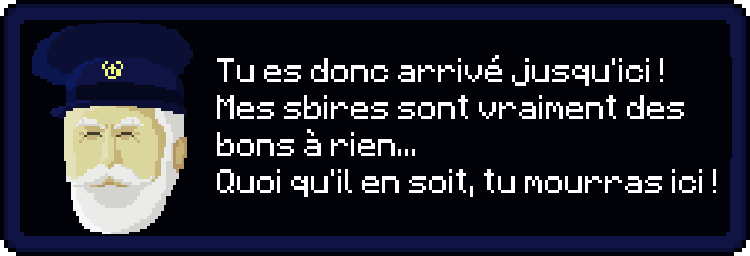 Tu es donc arrivé jusqu'ici !
Mes sbires sont vraiment des
bons à rien...
Quoi qu'il en soit, tu mourras ici !